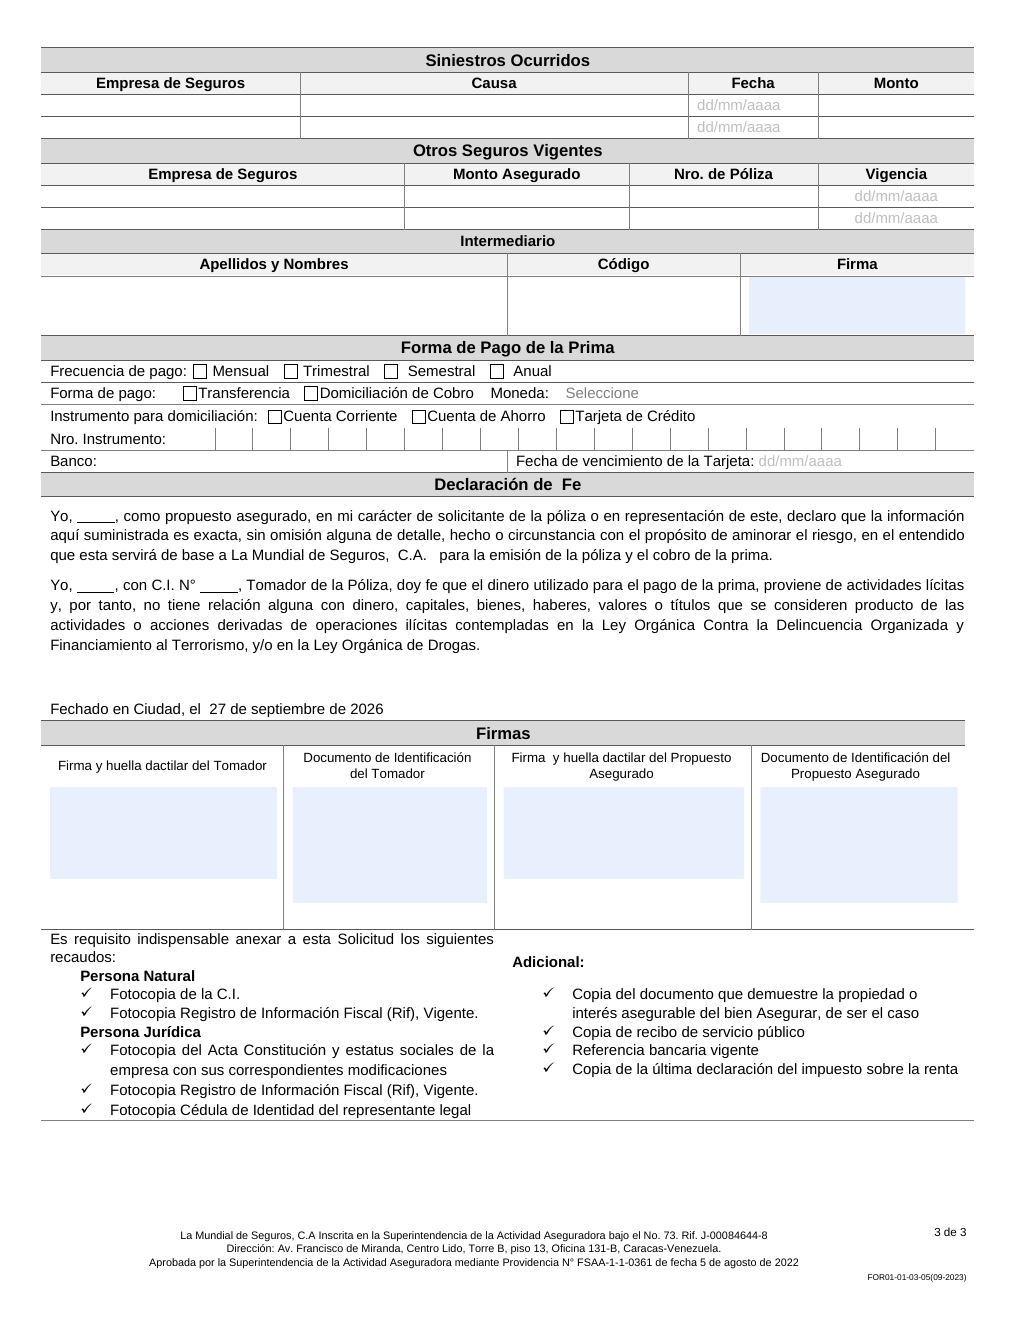 Siniestros Ocurridos
Empresa de Seguros Causa Fecha Monto
dd/mm/aaaa
dd/mm/aaaa
Otros Seguros Vigentes
Empresa de Seguros Monto Asegurado Nro. de Póliza Vigencia
dd/mm/aaaa
dd/mm/aaaa
Intermediario
Apellidos y Nombres Código Firma
Forma de Pago de la Prima
Frecuencia de pago: ☐ Mensual ☐ Trimestral ☐ Semestral ☐ Anual
Forma de pago: ☐Transferencia ☐Domiciliación de Cobro Moneda: Seleccione
Instrumento para domiciliación: ☐Cuenta Corriente ☐Cuenta de Ahorro ☐Tarjeta de Crédito
Nro. Instrumento:
Banco: Fecha de vencimiento de la Tarjeta: dd/mm/aaaa
Declaración de Fe
Yo, _____, como propuesto asegurado, en mi carácter de solicitante de la póliza o en representación de este, declaro que la información
aquí suministrada es exacta, sin omisión alguna de detalle, hecho o circunstancia con el propósito de aminorar el riesgo, en el entendido
que esta servirá de base a La Mundial de Seguros, C.A. para la emisión de la póliza y el cobro de la prima.
Yo, _____, con C.I. N° _____, Tomador de la Póliza, doy fe que el dinero utilizado para el pago de la prima, proviene de actividades lícitas
y, por tanto, no tiene relación alguna con dinero, capitales, bienes, haberes, valores o títulos que se consideren producto de las
actividades o acciones derivadas de operaciones ilícitas contempladas en la Ley Orgánica Contra la Delincuencia Organizada y
Financiamiento al Terrorismo, y/o en la Ley Orgánica de Drogas.
Fechado en Ciudad, el 27 de septiembre de 2026
Firmas
Firma y huella dactilar del Tomador
Documento de Identificación
del Tomador
Firma y huella dactilar del Propuesto
Asegurado
Documento de Identificación del
Propuesto Asegurado
Es requisito indispensable anexar a esta Solicitud los siguientes
recaudos:
Persona Natural
✓ Fotocopia de la C.I.
✓ Fotocopia Registro de Información Fiscal (Rif), Vigente.
Persona Jurídica
✓ Fotocopia del Acta Constitución y estatus sociales de la
empresa con sus correspondientes modificaciones
✓ Fotocopia Registro de Información Fiscal (Rif), Vigente.
✓ Fotocopia Cédula de Identidad del representante legal
Adicional:
✓ Copia del documento que demuestre la propiedad o
interés asegurable del bien Asegurar, de ser el caso
✓ Copia de recibo de servicio público
✓ Referencia bancaria vigente
✓ Copia de la última declaración del impuesto sobre la renta
La Mundial de Seguros, C.A Inscrita en la Superintendencia de la Actividad Aseguradora bajo el No. 73. Rif. J-00084644-8
Dirección: Av. Francisco de Miranda, Centro Lido, Torre B, piso 13, Oficina 131-B, Caracas-Venezuela.
Aprobada por la Superintendencia de la Actividad Aseguradora mediante Providencia N° FSAA-1-1-0361 de fecha 5 de agosto de 2022
3 de 3
FOR01-01-03-05(09-2023)